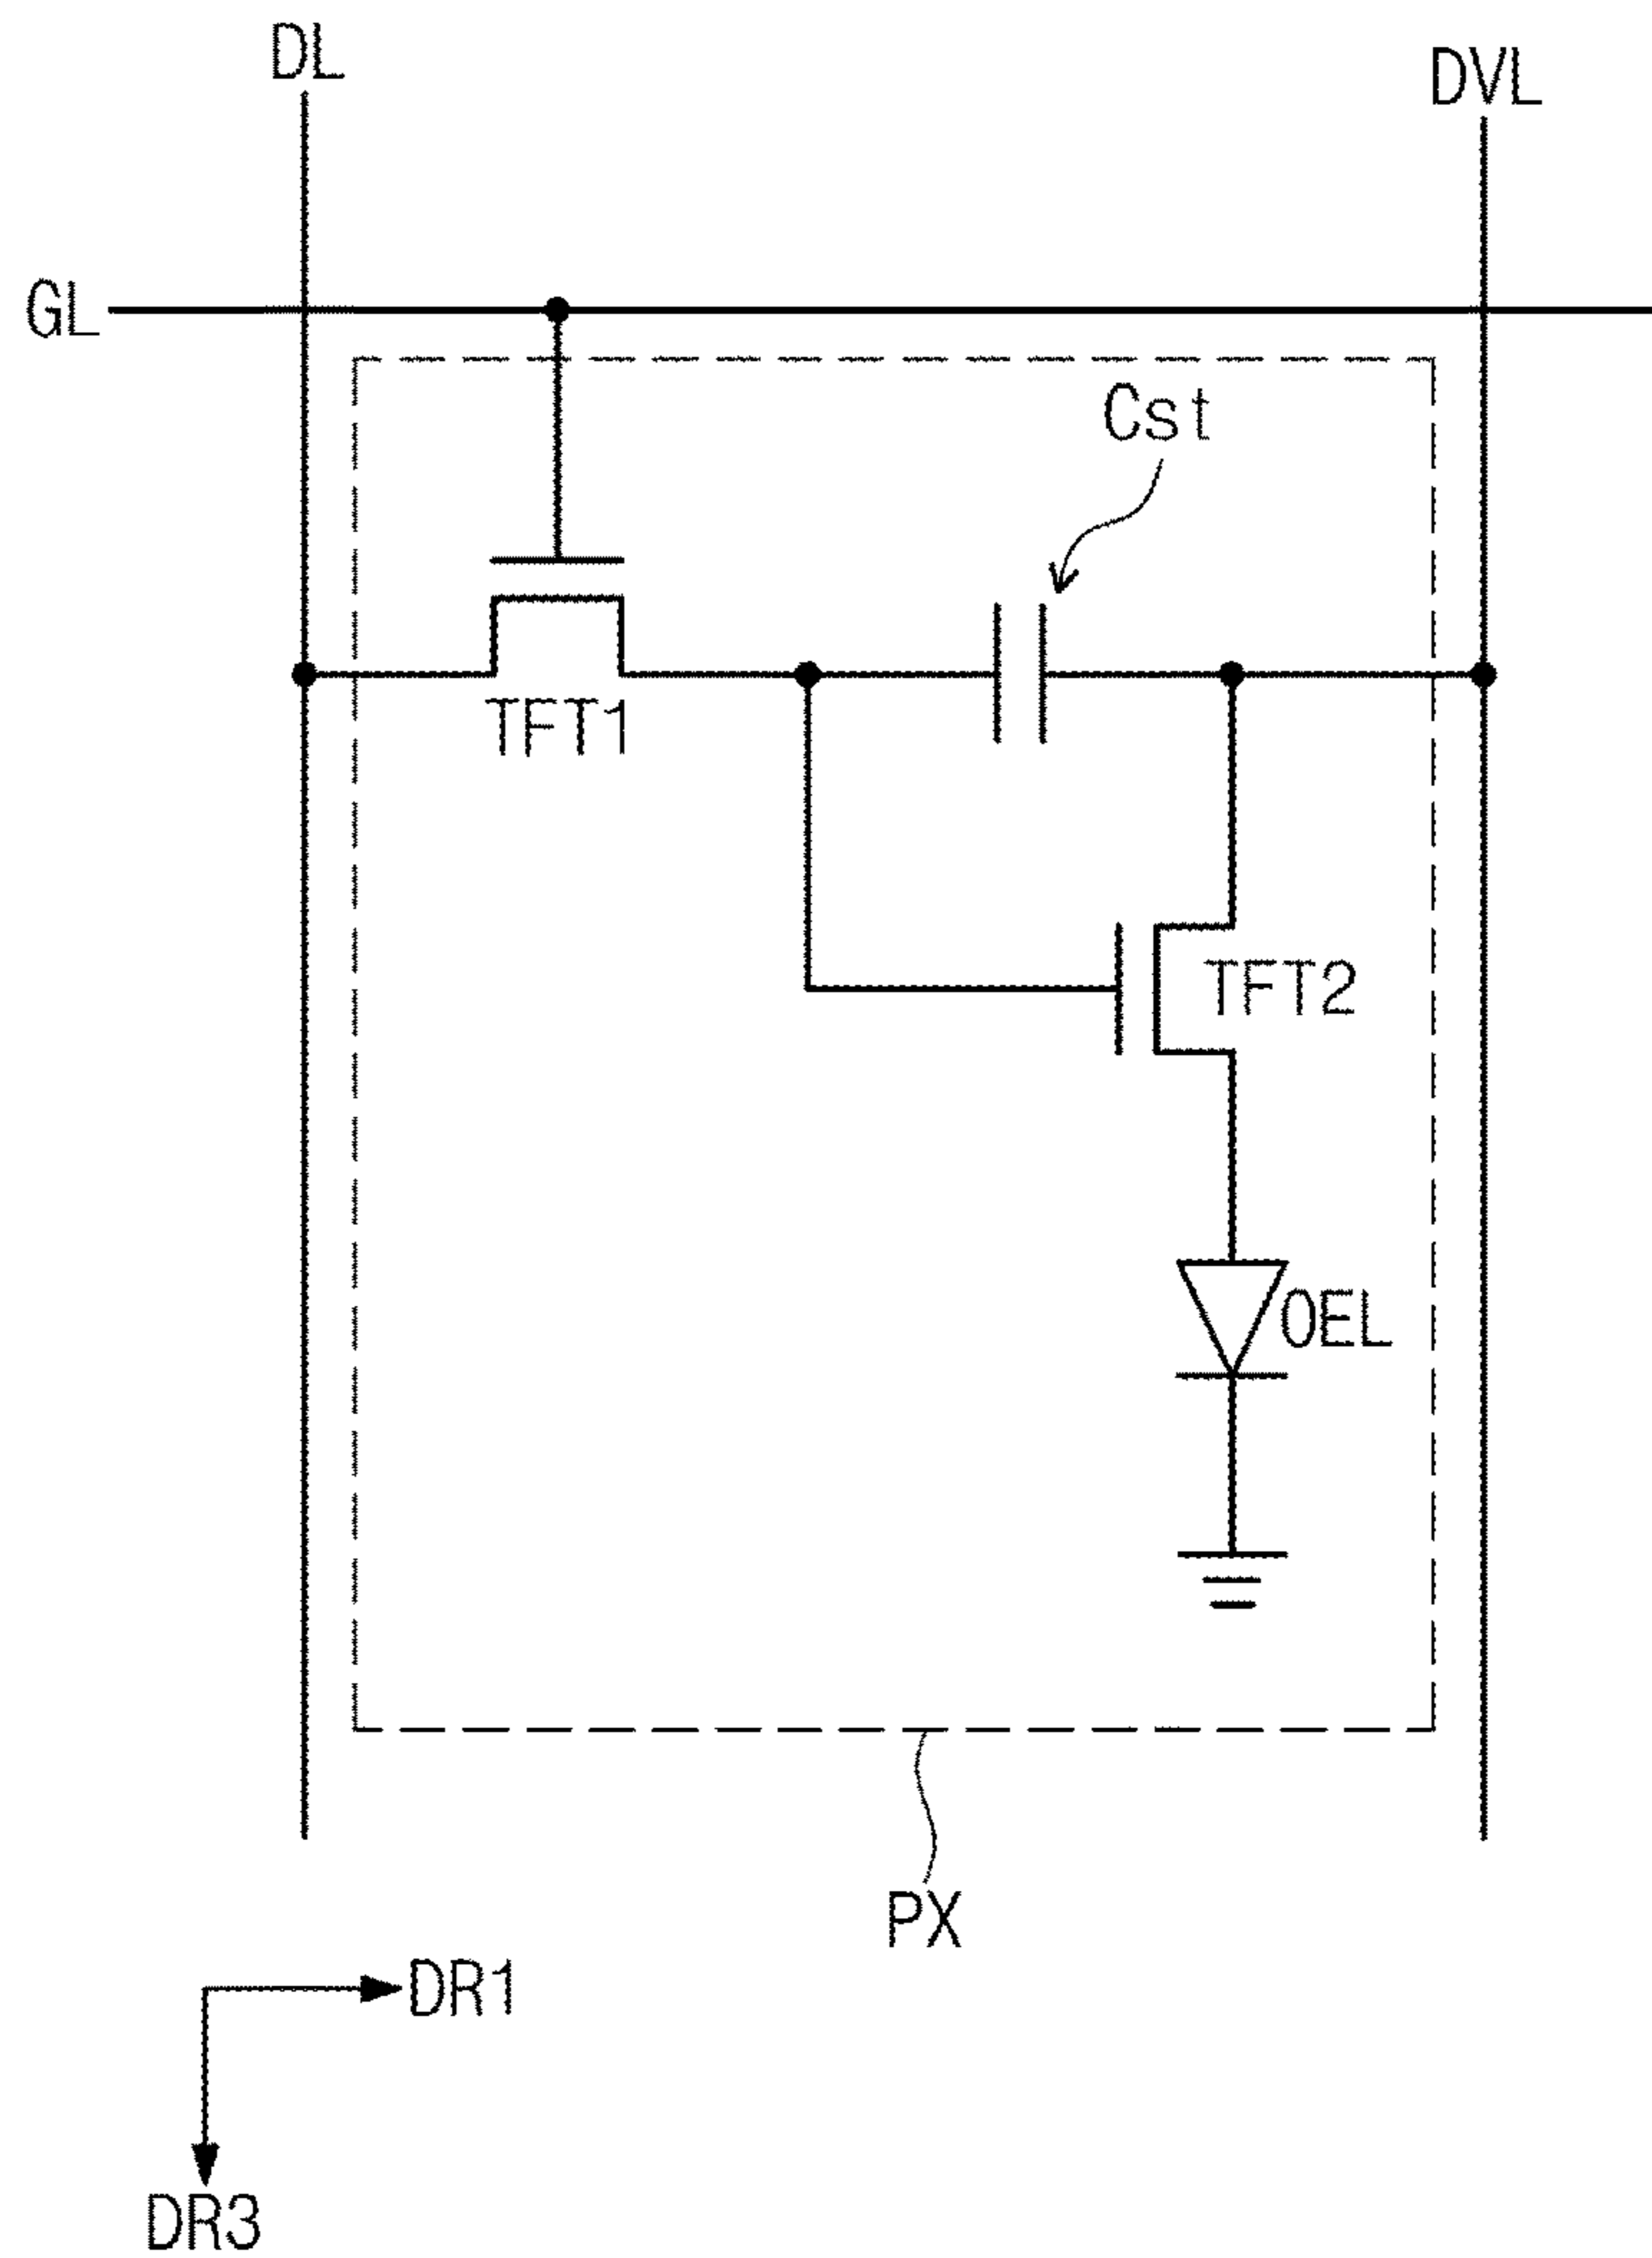 DL
DVL
GL
Cst
TFT1
TFT2
OEL
PX
DR1
DR3